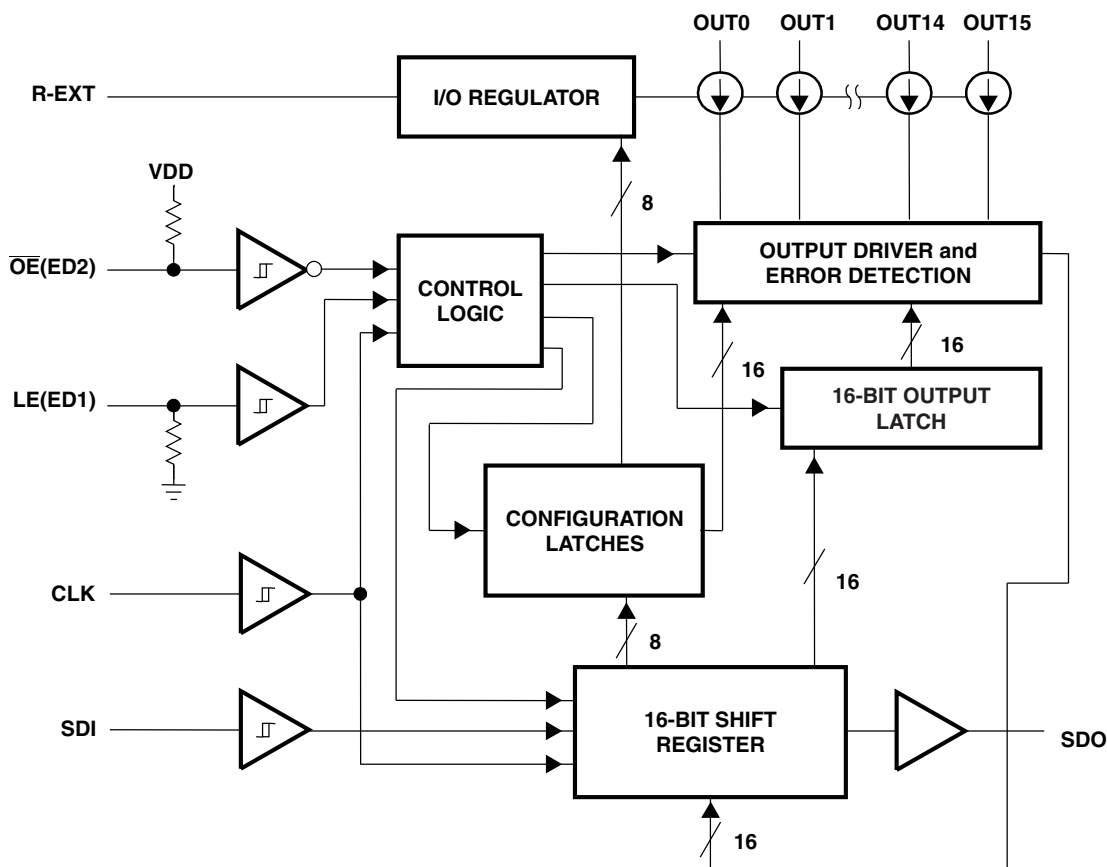 OUT0 OUT1 OUT14 OUT15
R-EXT
I/O REGULATOR
VDD
8
OE(ED2)
CONTROL
LOGIC
OUTPUT DRIVER and
ERROR DETECTION
16
16
LE(ED1)
16-BIT OUTPUT
LATCH
CONFIGURATION
LATCHES
CLK
16
8
SDI
16-BIT SHIFT
REGISTER
SDO
16